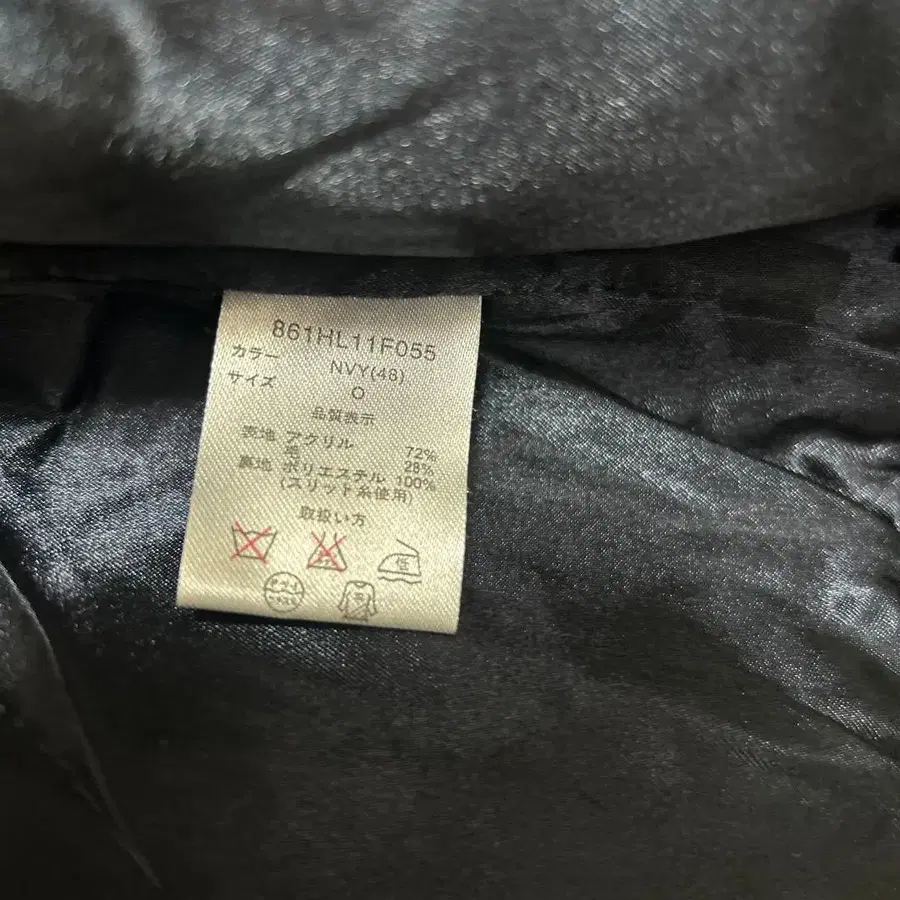 861HL11F055
カラー NVY(48)
サイズ O
品質表示
表地 アクリル 72%
毛 28%
裏地 ポリエステル 100%
(スリット糸使用)
取扱い方
低